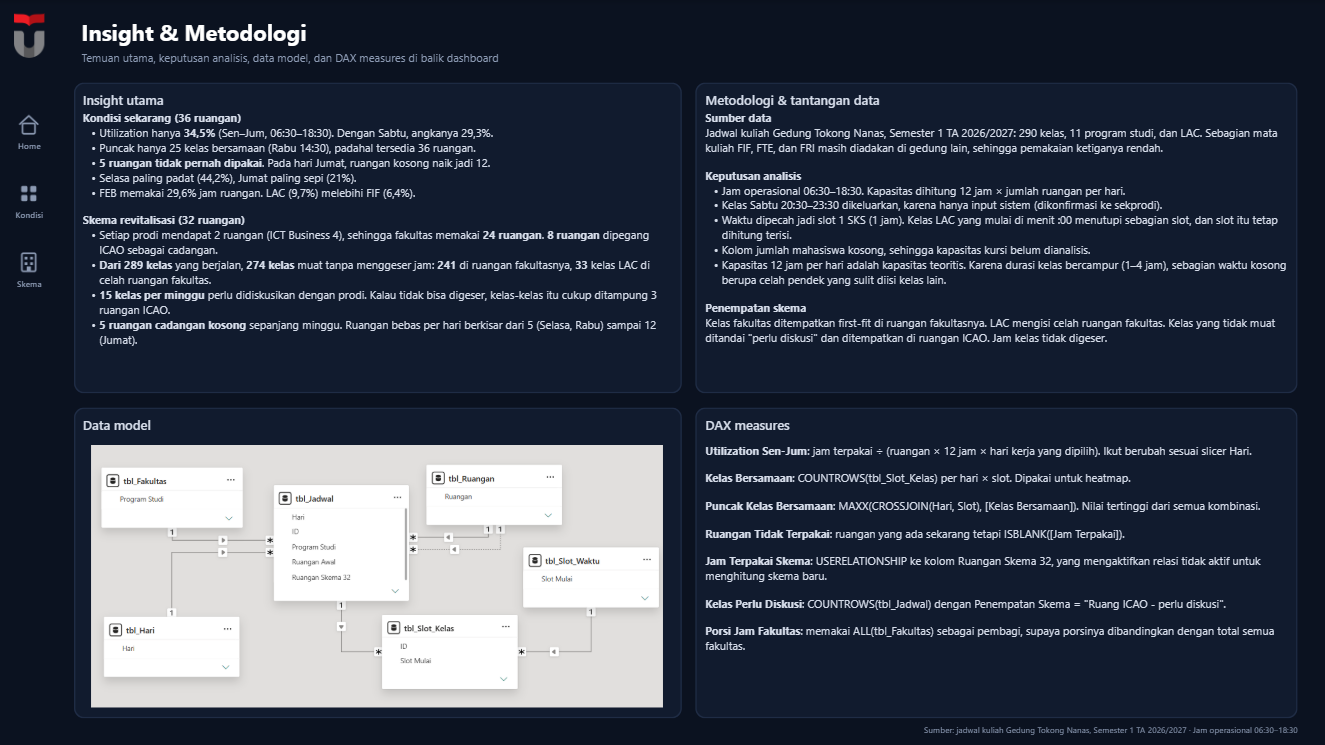 Insight & Metodologi
Temuan utama, keputusan analisis, data model, dan DAX measures di balik dashboard
Home
Kondisi
Skema
Insight utama
Kondisi sekarang (36 ruangan)
• Utilization hanya 34,5% (Sen–Jum, 06:30–18:30). Dengan Sabtu, angkanya 29,3%.
• Puncak hanya 25 kelas bersamaan (Rabu 14:30), padahal tersedia 36 ruangan.
• 5 ruangan tidak pernah dipakai. Pada hari Jumat, ruangan kosong naik jadi 12.
• Selasa paling padat (44,2%), Jumat paling sepi (21%).
• FEB memakai 29,6% jam ruangan. LAC (9,7%) melebihi FIF (6,4%).
Skema revitalisasi (32 ruangan)
• Setiap prodi mendapat 2 ruangan (ICT Business 4), sehingga fakultas memakai 24 ruangan. 8 ruangan dipegang
ICAO sebagai cadangan.
• Dari 289 kelas yang berjalan, 274 kelas muat tanpa menggeser jam: 241 di ruangan fakultasnya, 33 kelas LAC di
celah ruangan fakultas.
• 15 kelas per minggu perlu didiskusikan dengan prodi. Kalau tidak bisa digeser, kelas-kelas itu cukup ditampung 3
ruangan ICAO.
• 5 ruangan cadangan kosong sepanjang minggu. Ruangan bebas per hari berkisar dari 5 (Selasa, Rabu) sampai 12
(Jumat).
Metodologi & tantangan data
Sumber data
Jadwal kuliah Gedung Tokong Nanas, Semester 1 TA 2026/2027: 290 kelas, 11 program studi, dan LAC. Sebagian mata
kuliah FIF, FTE, dan FRI masih diadakan di gedung lain, sehingga pemakaian ketiganya rendah.
Keputusan analisis
• Jam operasional 06:30–18:30. Kapasitas dihitung 12 jam × jumlah ruangan per hari.
• Kelas Sabtu 20:30–23:30 dikeluarkan, karena hanya input sistem (dikonfirmasi ke sekprodi).
• Waktu dipecah jadi slot 1 SKS (1 jam). Kelas LAC yang mulai di menit :00 menutupi sebagian slot, dan slot itu tetap
dihitung terisi.
• Kolom jumlah mahasiswa kosong, sehingga kapasitas kursi belum dianalisis.
• Kapasitas 12 jam per hari adalah kapasitas teoritis. Karena durasi kelas bercampur (1–4 jam), sebagian waktu kosong
berupa celah pendek yang sulit diisi kelas lain.
Penempatan skema
Kelas fakultas ditempatkan first-fit di ruangan fakultasnya. LAC mengisi celah ruangan fakultas. Kelas yang tidak muat
ditandai "perlu diskusi" dan ditempatkan di ruangan ICAO. Jam kelas tidak digeser.
Data model
tbl_Fakultas ...
Program Studi
tbl_Jadwal ...
Hari
ID
Program Studi
Ruangan Awal
Ruangan Skema 32
tbl_Ruangan ...
Ruangan
tbl_Slot_Waktu ...
Slot Mulai
tbl_Hari ...
Hari
tbl_Slot_Kelas ...
ID
Slot Mulai
1
*
*
1
*
*
1
1
1
*
*
1
DAX measures
Utilization Sen-Jum: jam terpakai ÷ (ruangan × 12 jam × hari kerja yang dipilih). Ikut berubah sesuai slicer Hari.
Kelas Bersamaan: COUNTROWS(tbl_Slot_Kelas) per hari × slot. Dipakai untuk heatmap.
Puncak Kelas Bersamaan: MAXX(CROSSJOIN(Hari, Slot), [Kelas Bersamaan]). Nilai tertinggi dari semua kombinasi.
Ruangan Tidak Terpakai: ruangan yang ada sekarang tetapi ISBLANK([Jam Terpakai]).
Jam Terpakai Skema: USERELATIONSHIP ke kolom Ruangan Skema 32, yang mengaktifkan relasi tidak aktif untuk
menghitung skema baru.
Kelas Perlu Diskusi: COUNTROWS(tbl_Jadwal) dengan Penempatan Skema = "Ruang ICAO - perlu diskusi".
Porsi Jam Fakultas: memakai ALL(tbl_Fakultas) sebagai pembagi, supaya porsinya dibandingkan dengan total semua
fakultas.
Sumber: jadwal kuliah Gedung Tokong Nanas, Semester 1 TA 2026/2027 · Jam operasional 06:30–18:30